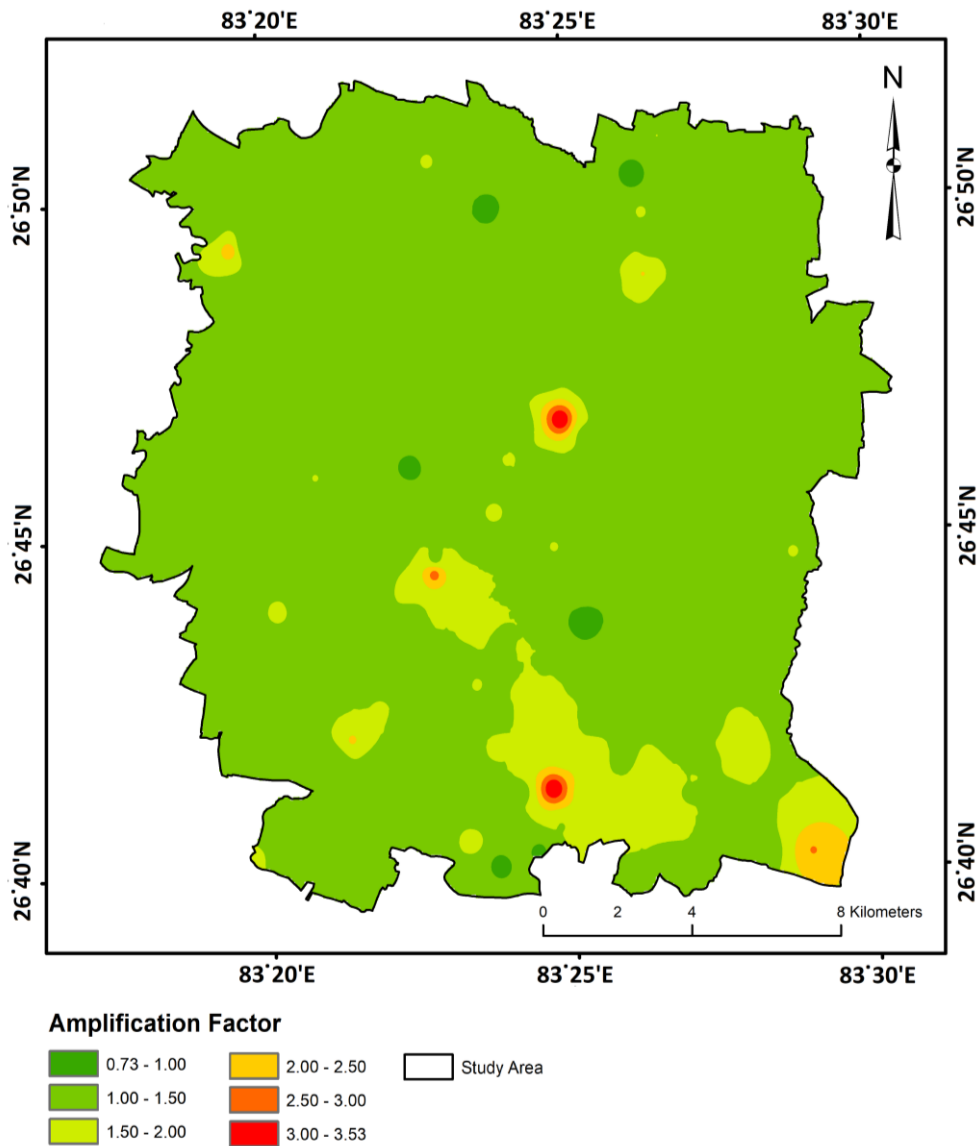 83°20'E 83°25'E 83°30'E
N
26°50'N 26°50'N
26°45'N 26°45'N
26°40'N 26°40'N
0 2 4 8 Kilometers
83°20'E 83°25'E 83°30'E
Amplification Factor
0.73 - 1.00 2.00 - 2.50 Study Area
1.00 - 1.50 2.50 - 3.00
1.50 - 2.00 3.00 - 3.53